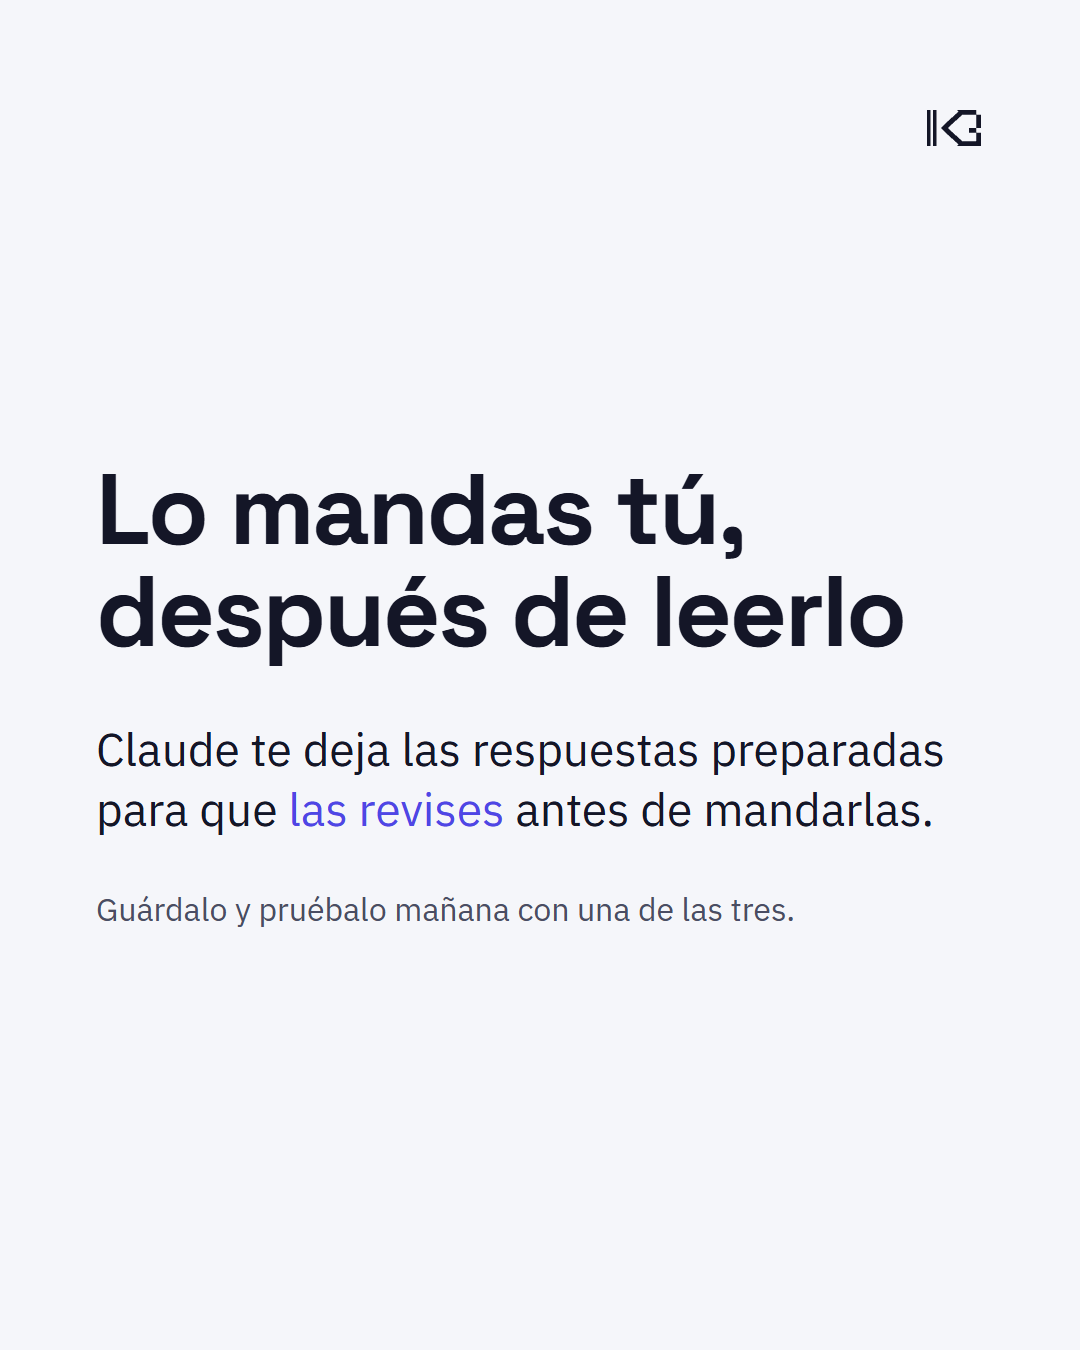 Lo mandas tú,
después de leerlo
Claude te deja las respuestas preparadas
para que las revises antes de mandarlas.
Guárdalo y pruébalo mañana con una de las tres.